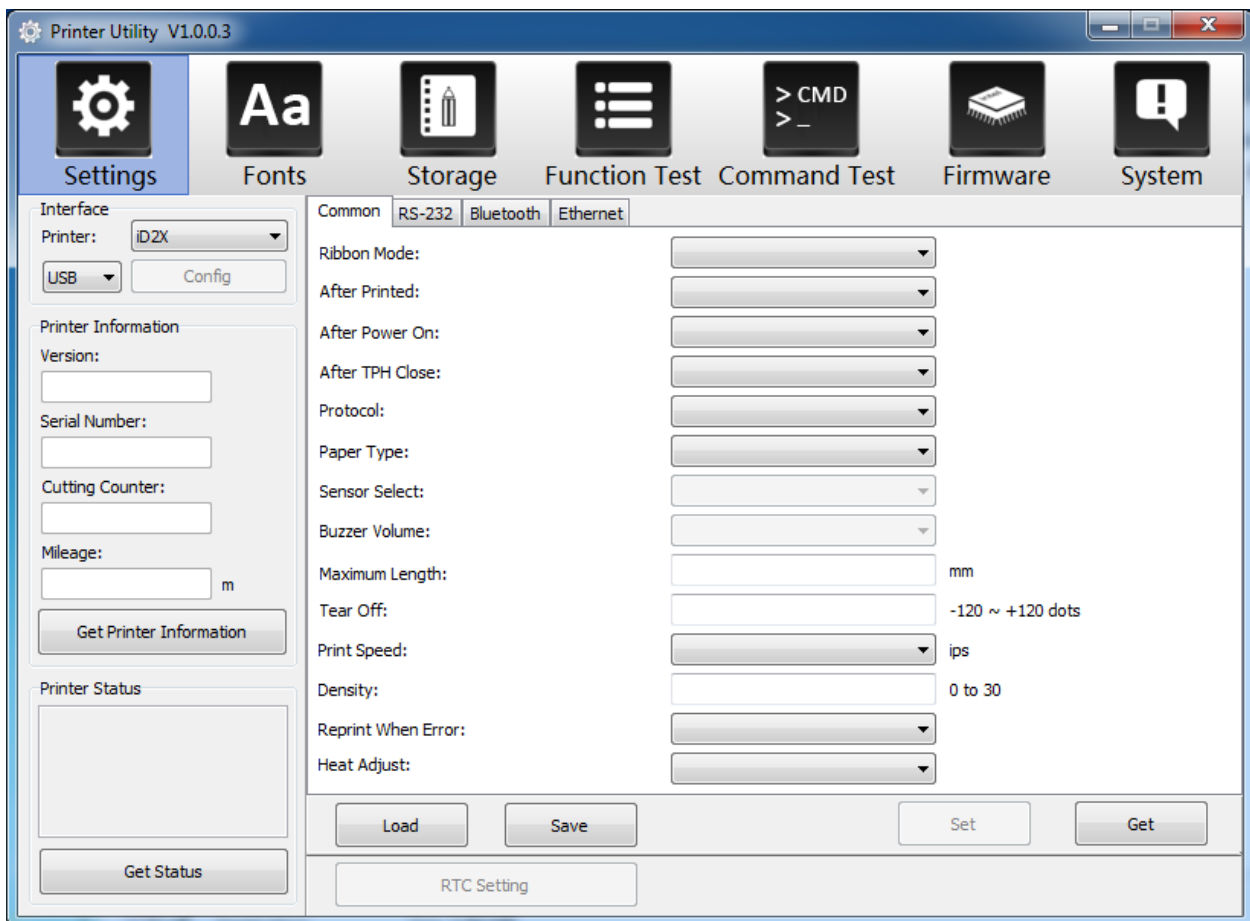 Printer Utility V1.0.0.3
X
Aa
> CMD
> _
Settings
Fonts
Storage
Function Test
Command Test
Firmware
System
Interface
Printer:
iD2X
USB
Config
Printer Information
Version:
Serial Number:
Cutting Counter:
Mileage:
m
Get Printer Information
Printer Status
Get Status
Common
RS-232
Bluetooth
Ethernet
Ribbon Mode:
After Printed:
After Power On:
After TPH Close:
Protocol:
Paper Type:
Sensor Select:
Buzzer Volume:
Maximum Length: mm
Tear Off: -120 ~ +120 dots
Print Speed: ips
Density: 0 to 30
Reprint When Error:
Heat Adjust:
Load
Save
Set
Get
RTC Setting